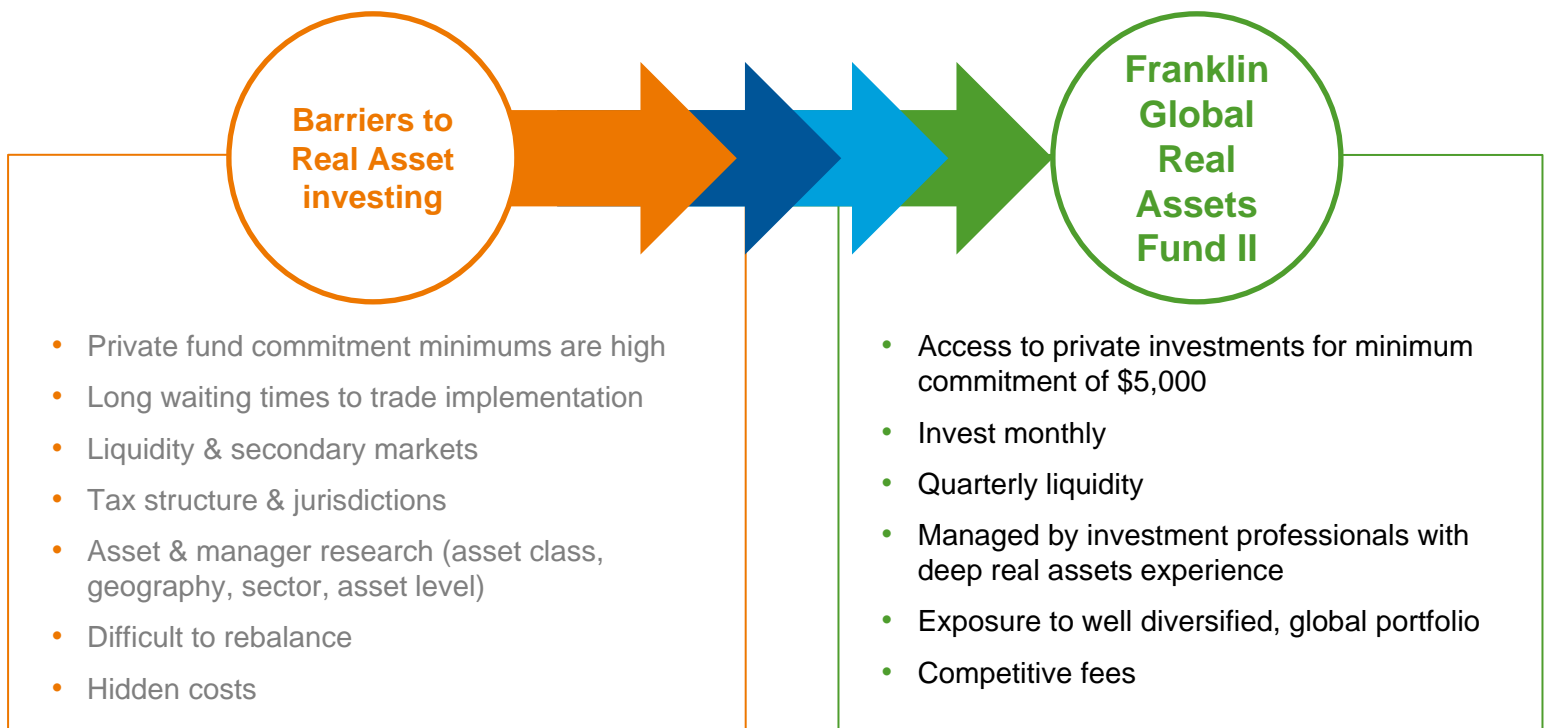 Barriers to
Real Asset
investing
• Private fund commitment minimums are high
• Long waiting times to trade implementation
• Liquidity & secondary markets
• Tax structure & jurisdictions
• Asset & manager research (asset class,
geography, sector, asset level)
• Difficult to rebalance
• Hidden costs
Franklin
Global
Real
Assets
Fund II
• Access to private investments for minimum
commitment of $5,000
• Invest monthly
• Quarterly liquidity
• Managed by investment professionals with
deep real assets experience
• Exposure to well diversified, global portfolio
• Competitive fees